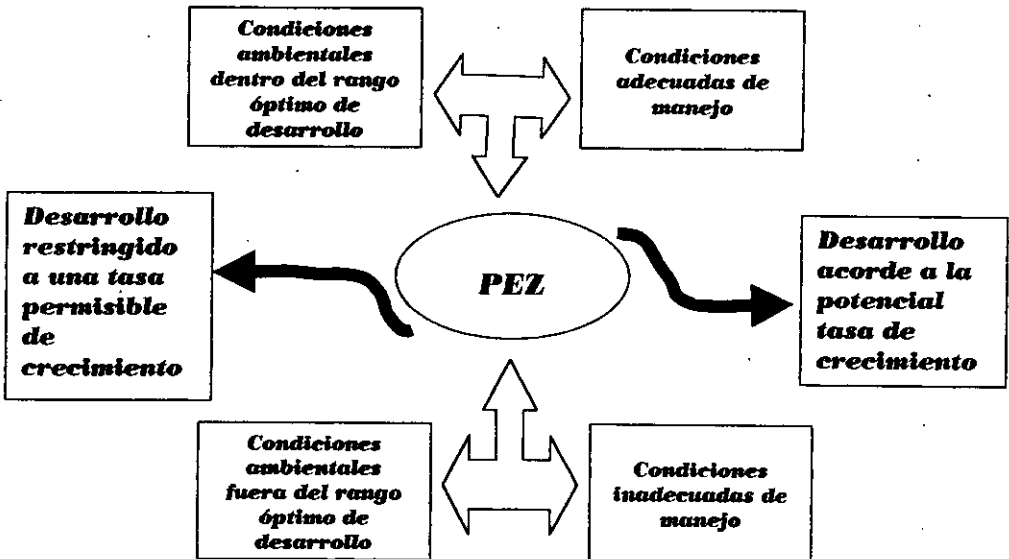 Condiciones
ambientales
dentro del rango
óptimo de
desarrollo
Condiciones
adecuadas de
manejo
Desarrollo
restringido
a una tasa
permisible
de
crecimiento
PEZ
Desarrollo
acorde a la
potencial
tasa de
crecimiento
Condiciones
ambientales
fuera del rango
óptimo de
desarrollo
Condiciones
inadecuadas de
manejo